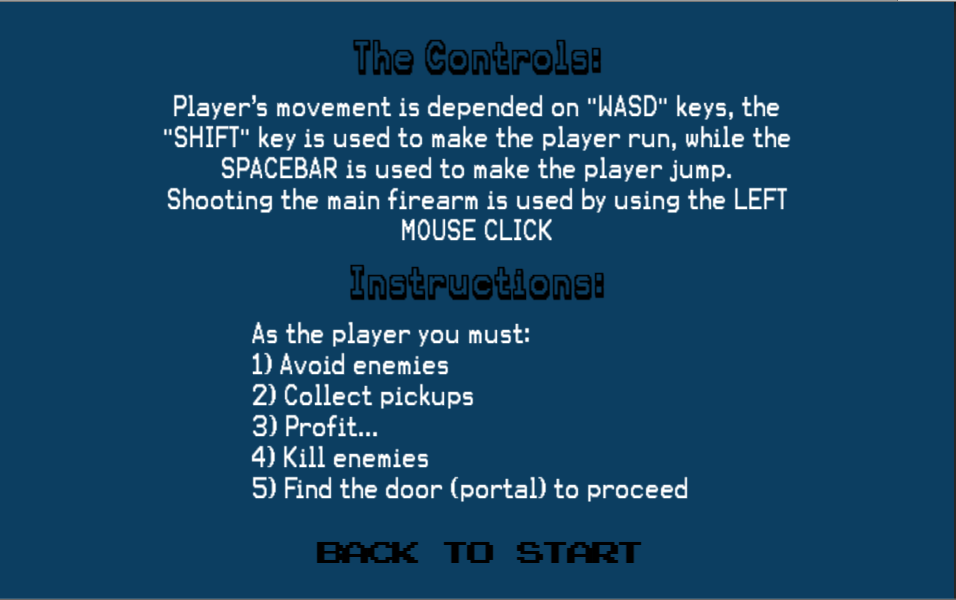 The Controls:
Player's movement is depended on "WASD" keys, the
"SHIFT" key is used to make the player run, while the
SPACEBAR is used to make the player jump.
Shooting the main firearm is used by using the LEFT
MOUSE CLICK
Instructions:
As the player you must:
1) Avoid enemies
2) Collect pickups
3) Profit...
4) Kill enemies
5) Find the door (portal) to proceed
BACK TO START